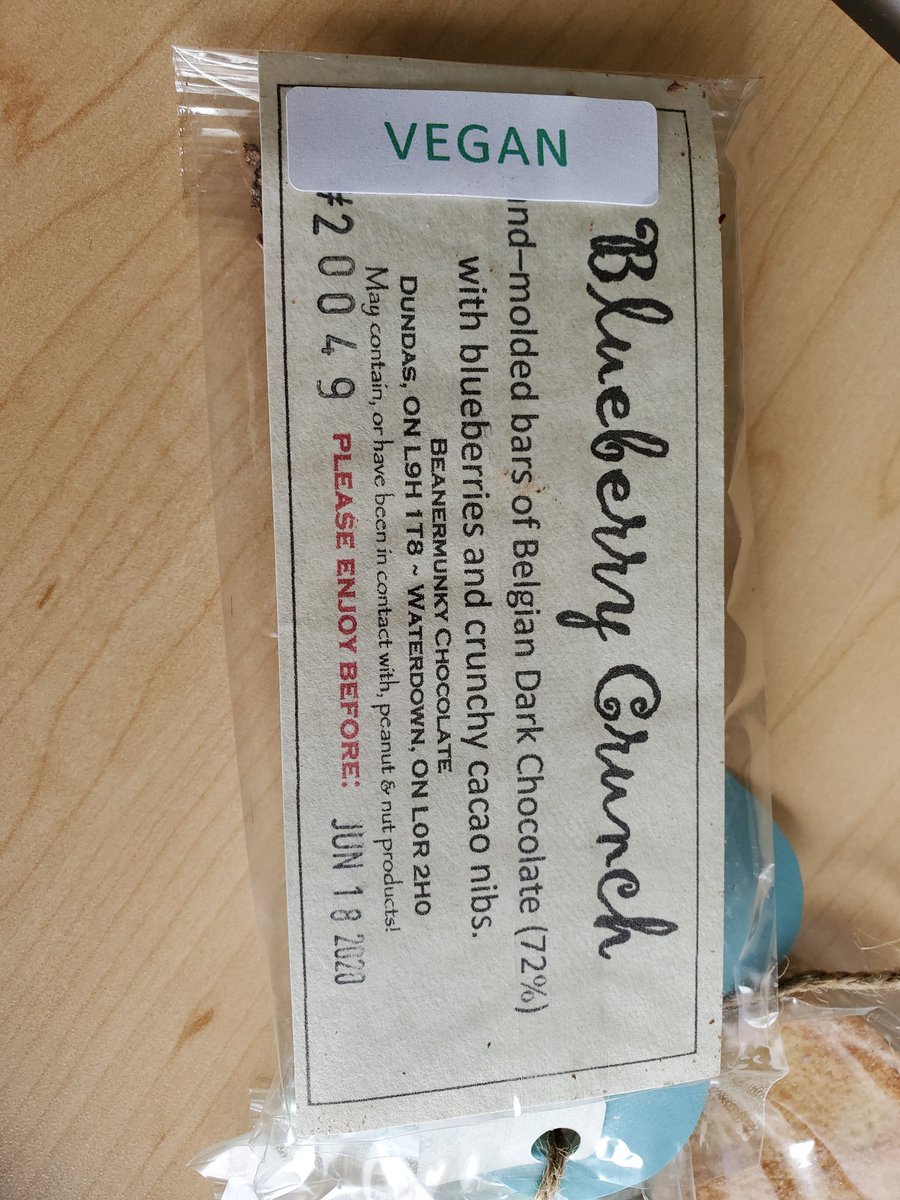 VEGAN
Blueberry Crunch
nd-molded bars of Belgian Dark Chocolate (72%)
with blueberries and crunchy cacao nibs.
BEANERMUNKY CHOCOLATE
DUNDAS, ON L9H 1T8 ~ WATERDOWN, ON L0R 2H0
May contain, or have been in contact with, peanut & nut products!
#20049 PLEASE ENJOY BEFORE: JUN 18 2020